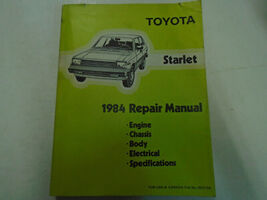 TOYOTA
Starlet
1984 Repair Manual
· Engine
· Chassis
· Body
· Electrical
· Specifications